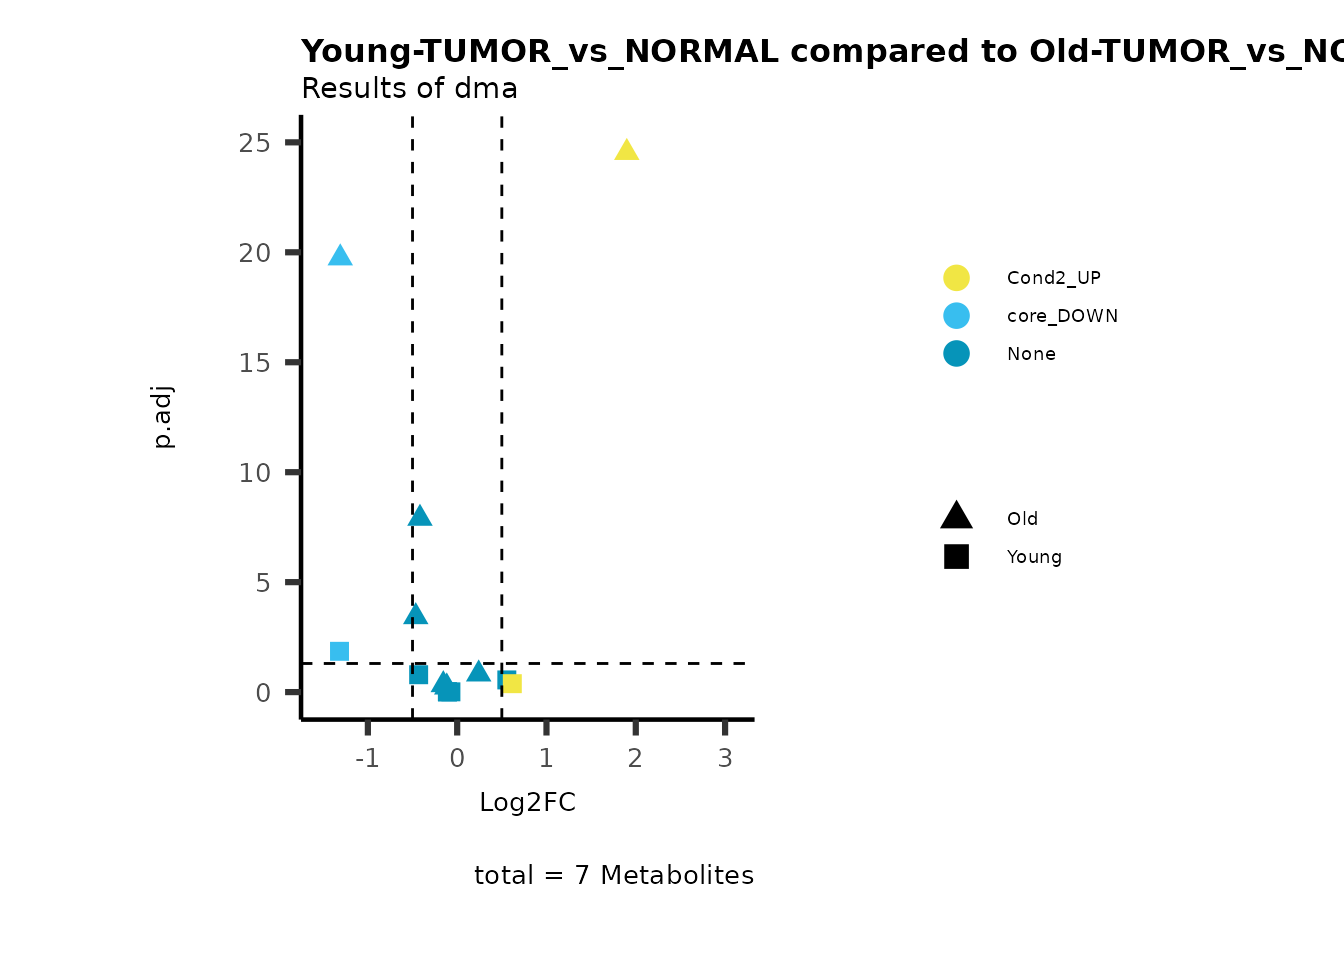 Young-TUMOR_vs_NORMAL compared to Old-TUMOR_vs_NO
Results of dma
25
20
15
10
5
0
p.adj
-1 0 1 2 3
Log2FC
total = 7 Metabolites
Cond2_UP
core_DOWN
None
Old
Young